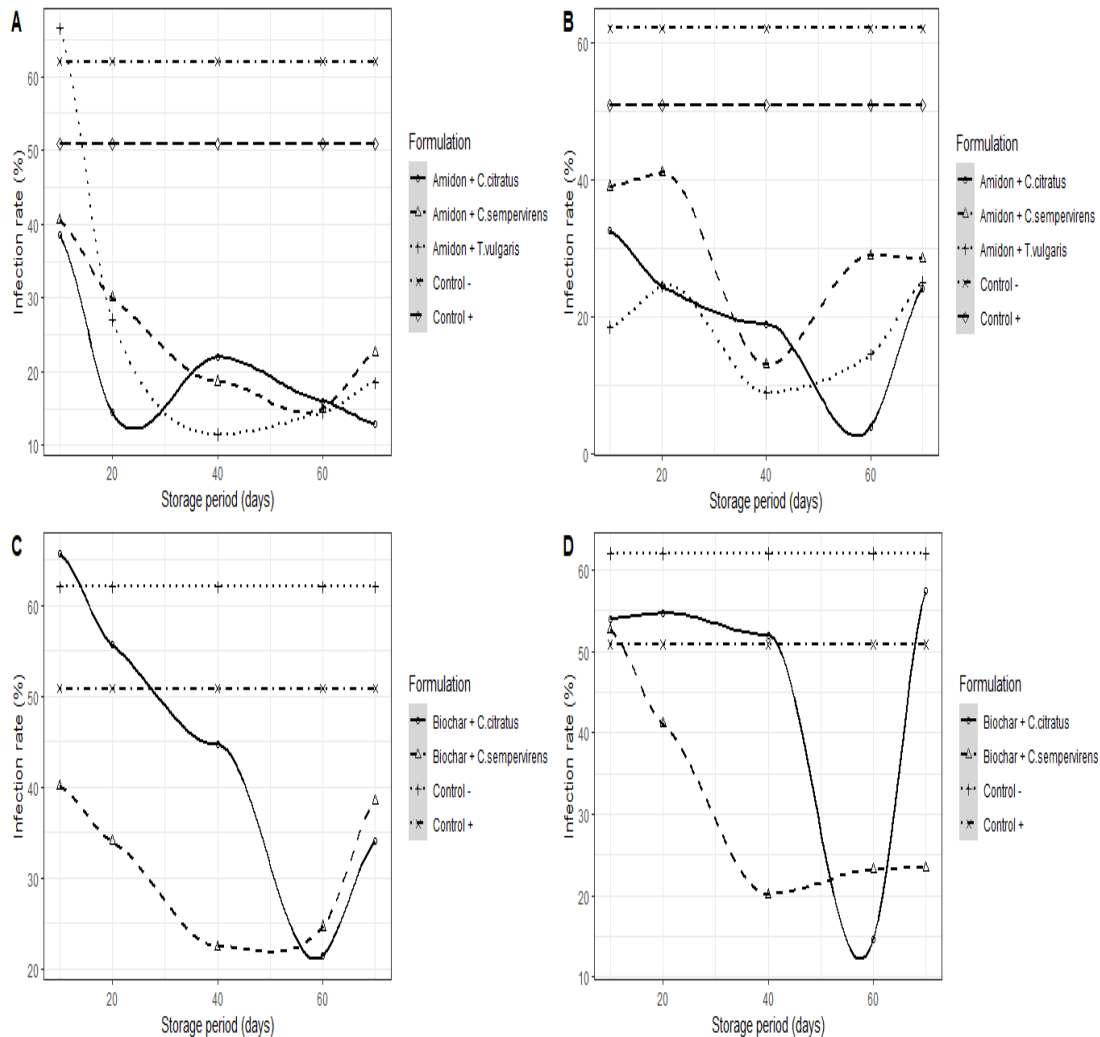 A
Infection rate (%)
60
50
40
30
20
10
20
40
60
Storage period (days)
Formulation
Amidon + C.citratus
Amidon + C.sempervirens
Amidon + T.vulgaris
Control -
Control +
B
Infection rate (%)
60
40
20
0
20
40
60
Storage period (days)
Formulation
Amidon + C.citratus
Amidon + C.sempervirens
Amidon + T.vulgaris
Control -
Control +
C
Infection rate (%)
60
50
40
30
20
20
40
60
Storage period (days)
Formulation
Biochar + C.citratus
Biochar + C.sempervirens
Control -
Control +
D
Infection rate (%)
60
50
40
30
20
10
20
40
60
Storage period (days)
Formulation
Biochar + C.citratus
Biochar + C.sempervirens
Control -
Control +